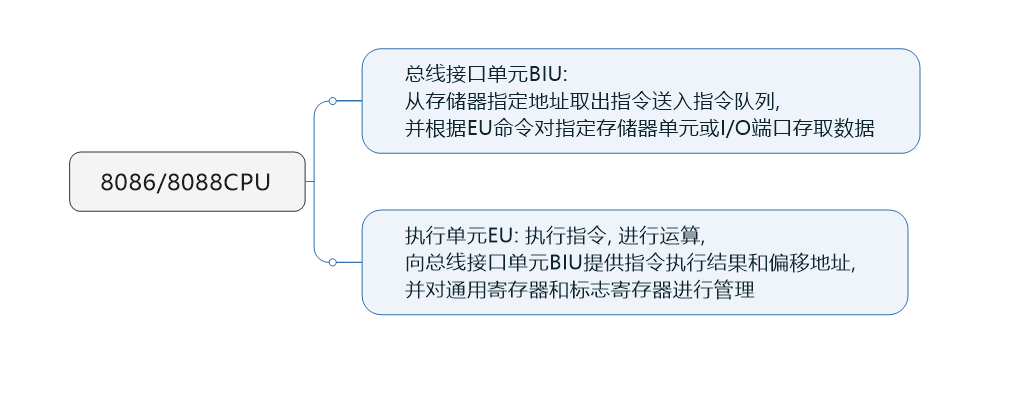 8086/8088CPU
总线接口单元BIU:
从存储器指定地址取出指令送入指令队列,
并根据EU命令对指定存储器单元或I/O端口存取数据
执行单元EU: 执行指令, 进行运算,
向总线接口单元BIU提供指令执行结果和偏移地址,
并对通用寄存器和标志寄存器进行管理